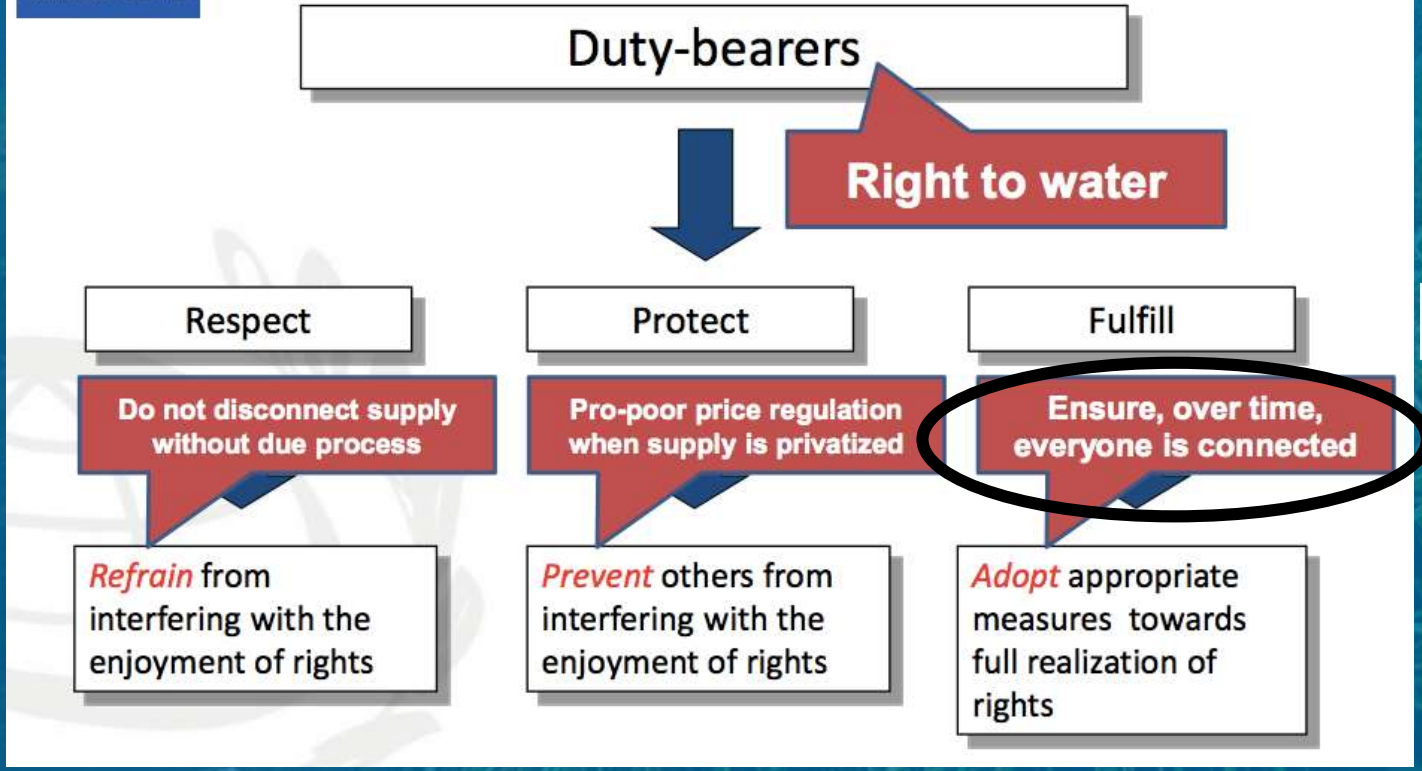 Duty-bearers
Right to water
Respect
Protect
Fulfill
Do not disconnect supply
without due process
Pro-poor price regulation
when supply is privatized
Ensure, over time,
everyone is connected
Refrain from
interfering with the
enjoyment of rights
Prevent others from
interfering with the
enjoyment of rights
Adopt appropriate
measures towards
full realization of
rights